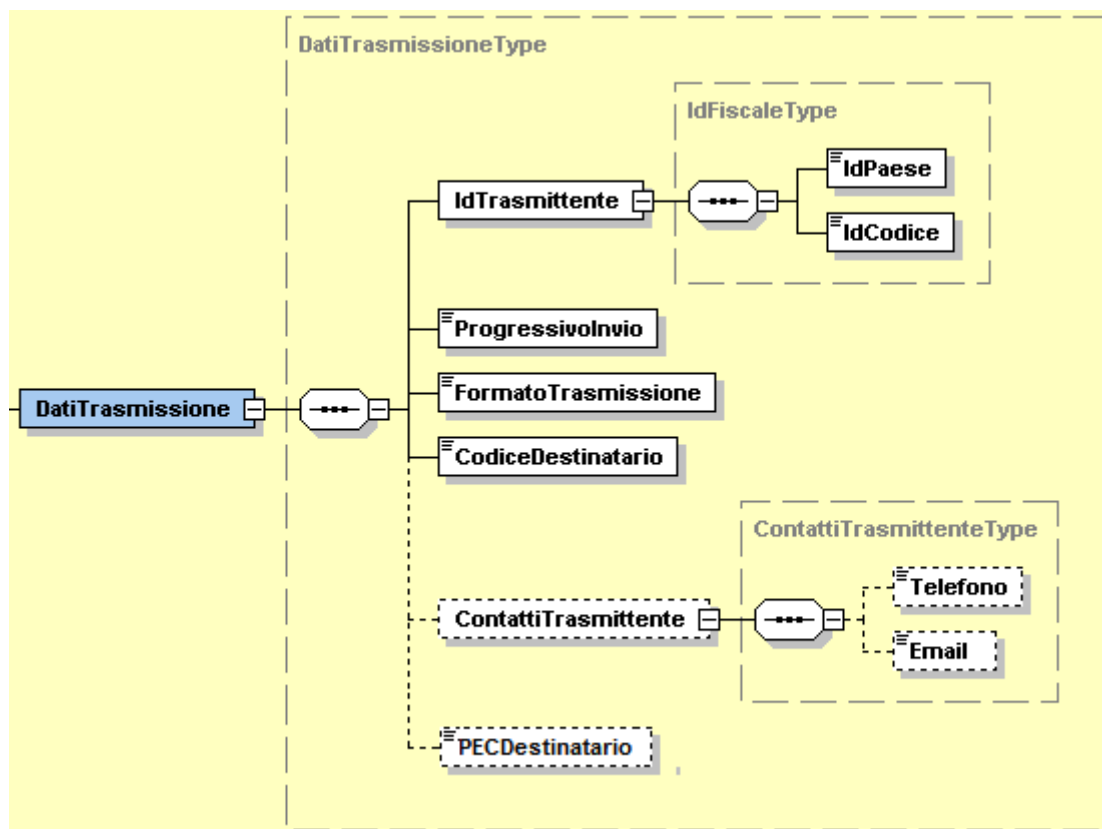 DatiTrasmissioneType
IdFiscaleType
IdPaese
IdTrasmittente
IdCodice
ProgressivoInvio
FormatoTrasmissione
DatiTrasmissione
CodiceDestinatario
ContattiTrasmittenteType
Telefono
ContattiTrasmittente
Email
PECDestinatario